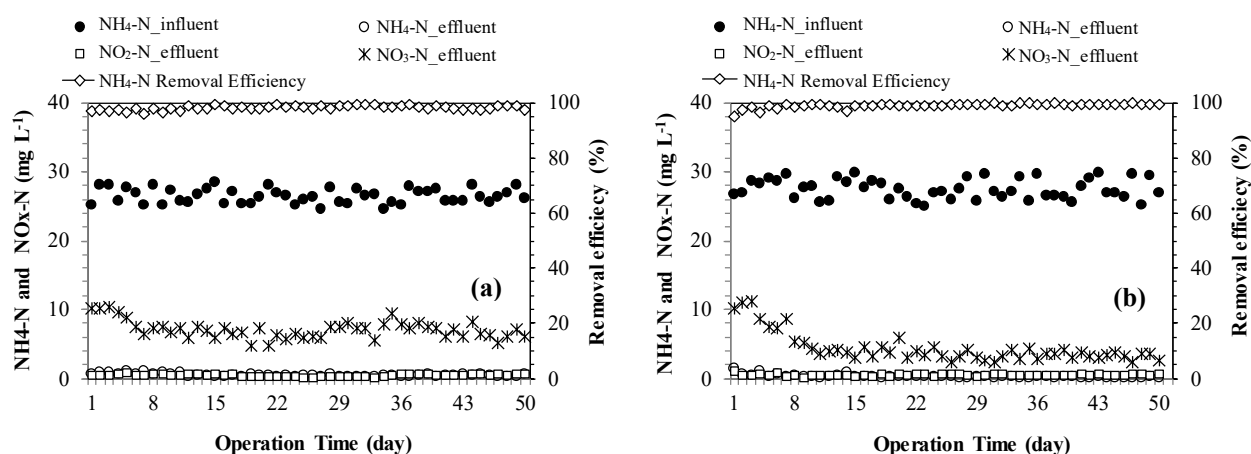 NH₄-N_influent NH₄-N_effluent
NO₂-N_effluent NO₃-N_effluent
NH₄-N Removal Efficiency
40
30
20
10
0
NH4-N and NOx-N (mg L⁻¹)
100
80
60
40
20
0
Removal efficiecy (%)
(a)
1 8 15 22 29 36 43 50
Operation Time (day)
NH₄-N_influent NH₄-N_effluent
NO₂-N_effluent NO₃-N_effluent
NH₄-N Removal Efficiency
40
30
20
10
0
NH4-N and NOx-N (mg L⁻¹)
100
80
60
40
20
0
Removal efficiecy (%)
(b)
1 8 15 22 29 36 43 50
Operation Time (day)